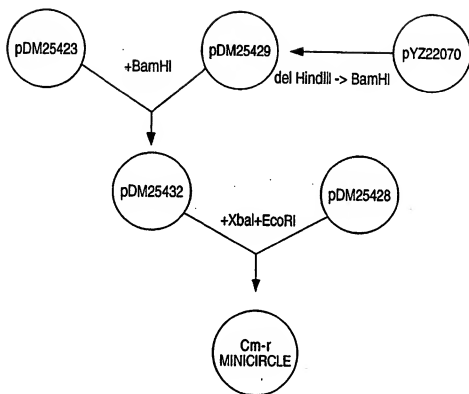 pDM25423
pDM25429
pYZ22070
+BamHI
del HindIII -> BamHI
pDM25432
pDM25428
+XbaI+EcoRI
Cm-r
MINICIRCLE